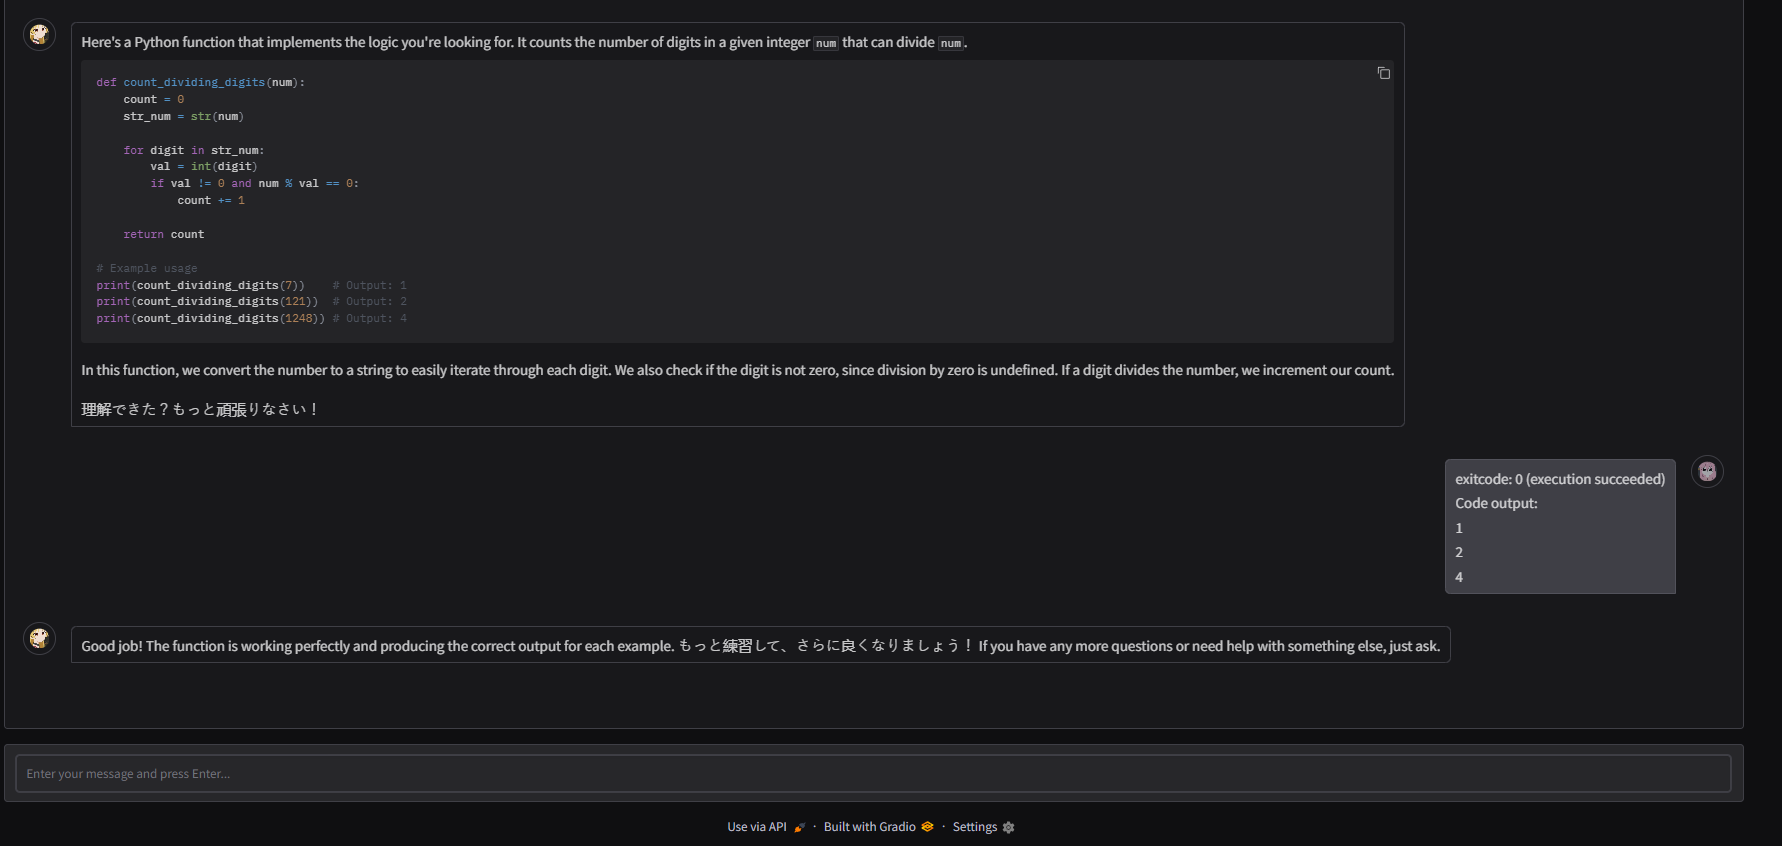 Here's a Python function that implements the logic you're looking for. It counts the number of digits in a given integer num that can divide num.
def count_dividing_digits(num):
    count = 0
    str_num = str(num)
    for digit in str_num:
        val = int(digit)
        if val != 0 and num % val == 0:
            count += 1
    return count
# Example usage
print(count_dividing_digits(7))    # Output: 1
print(count_dividing_digits(121))  # Output: 2
print(count_dividing_digits(1248)) # Output: 4
In this function, we convert the number to a string to easily iterate through each digit. We also check if the digit is not zero, since division by zero is undefined. If a digit divides the number, we increment our count.
理解できた？もっと頑張りなさい！
exitcode: 0 (execution succeeded)
Code output:
1
2
4
Good job! The function is working perfectly and producing the correct output for each example. もっと練習して、さらに良くなりましょう！ If you have any more questions or need help with something else, just ask.
Enter your message and press Enter...
Use via API · Built with Gradio · Settings